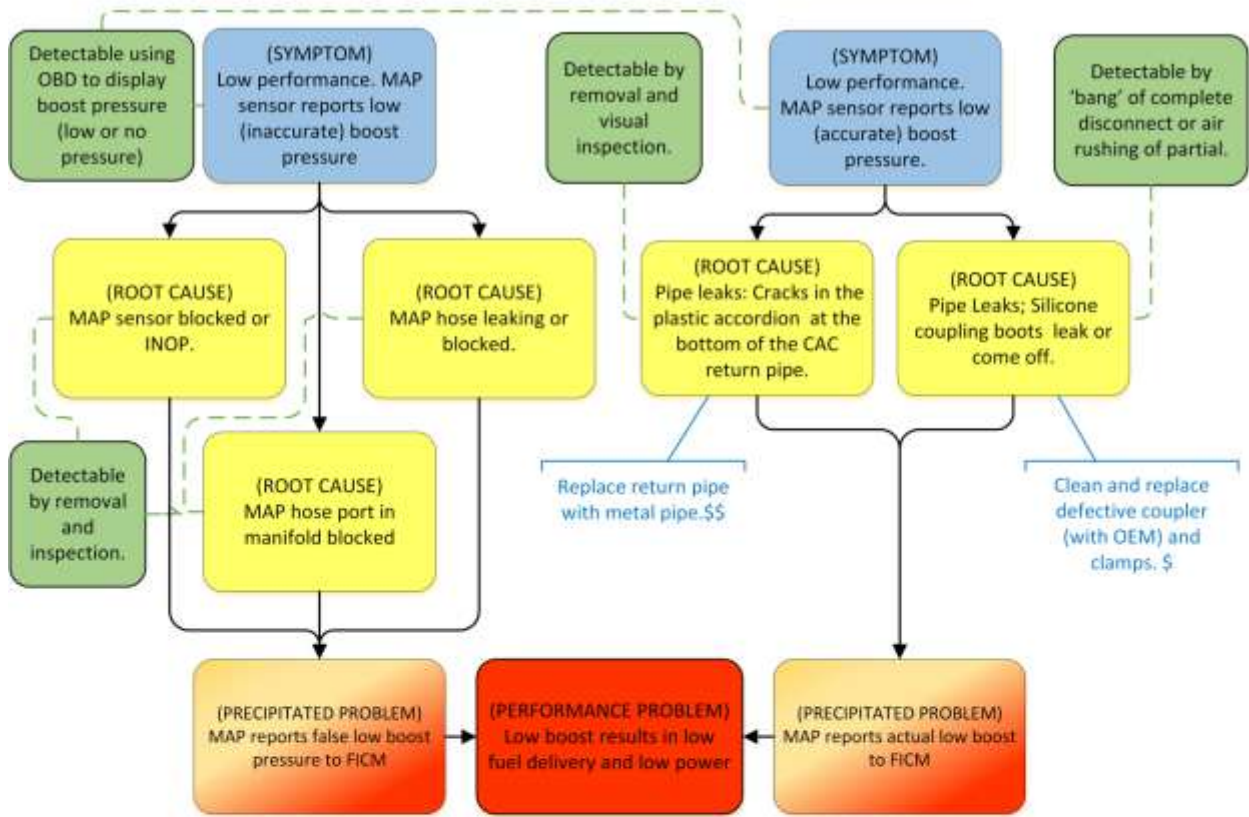 Detectable using
OBD to display
boost pressure
(low or no
pressure)
(SYMPTOM)
Low performance. MAP
sensor reports low
(inaccurate) boost
pressure
Detectable by
removal and
visual
inspection.
(SYMPTOM)
Low performance.
MAP sensor reports low
(accurate) boost
pressure.
Detectable by
'bang' of complete
disconnect or air
rushing of partial.
(ROOT CAUSE)
MAP sensor blocked or
INOP.
(ROOT CAUSE)
MAP hose leaking or
blocked.
(ROOT CAUSE)
Pipe leaks: Cracks in the
plastic accordion at the
bottom of the CAC
return pipe.
(ROOT CAUSE)
Pipe Leaks; Silicone
coupling boots leak or
come off.
Detectable
by removal
and
inspection.
(ROOT CAUSE)
MAP hose port in
manifold blocked
Replace return pipe
with metal pipe.$$
Clean and replace
defective coupler
(with OEM) and
clamps. $
(PRECIPITATED PROBLEM)
MAP reports false low boost
pressure to FICM
(PERFORMANCE PROBLEM)
Low boost results in low
fuel delivery and low power
(PRECIPITATED PROBLEM)
MAP reports actual low boost
to FICM